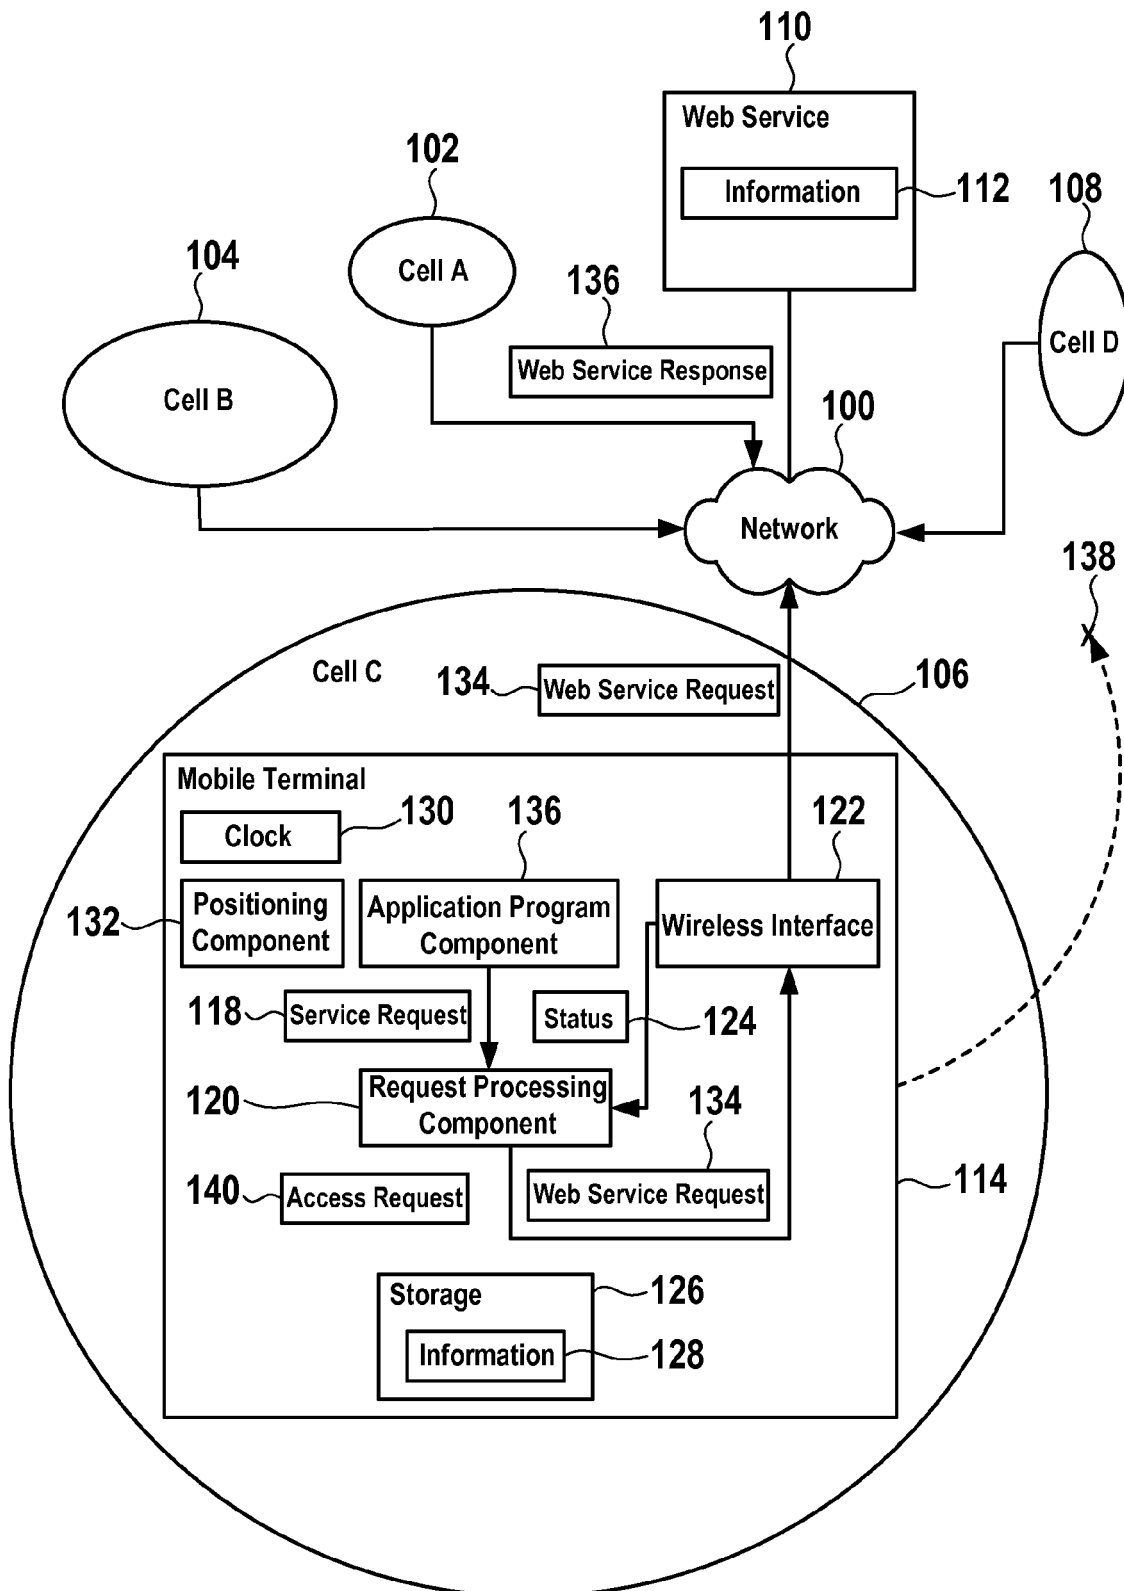 110
Web Service
102
Information
112
108
104
Cell A
136
Cell D
Web Service Response
Cell B
100
Network
138
X
Cell C
134
Web Service Request
106
Mobile Terminal
130
136
122
Clock
132
Positioning
Component
Application Program
Component
Wireless Interface
118
Service Request
Status
124
120
Request Processing
Component
134
140
Access Request
Web Service Request
114
Storage
126
Information
128